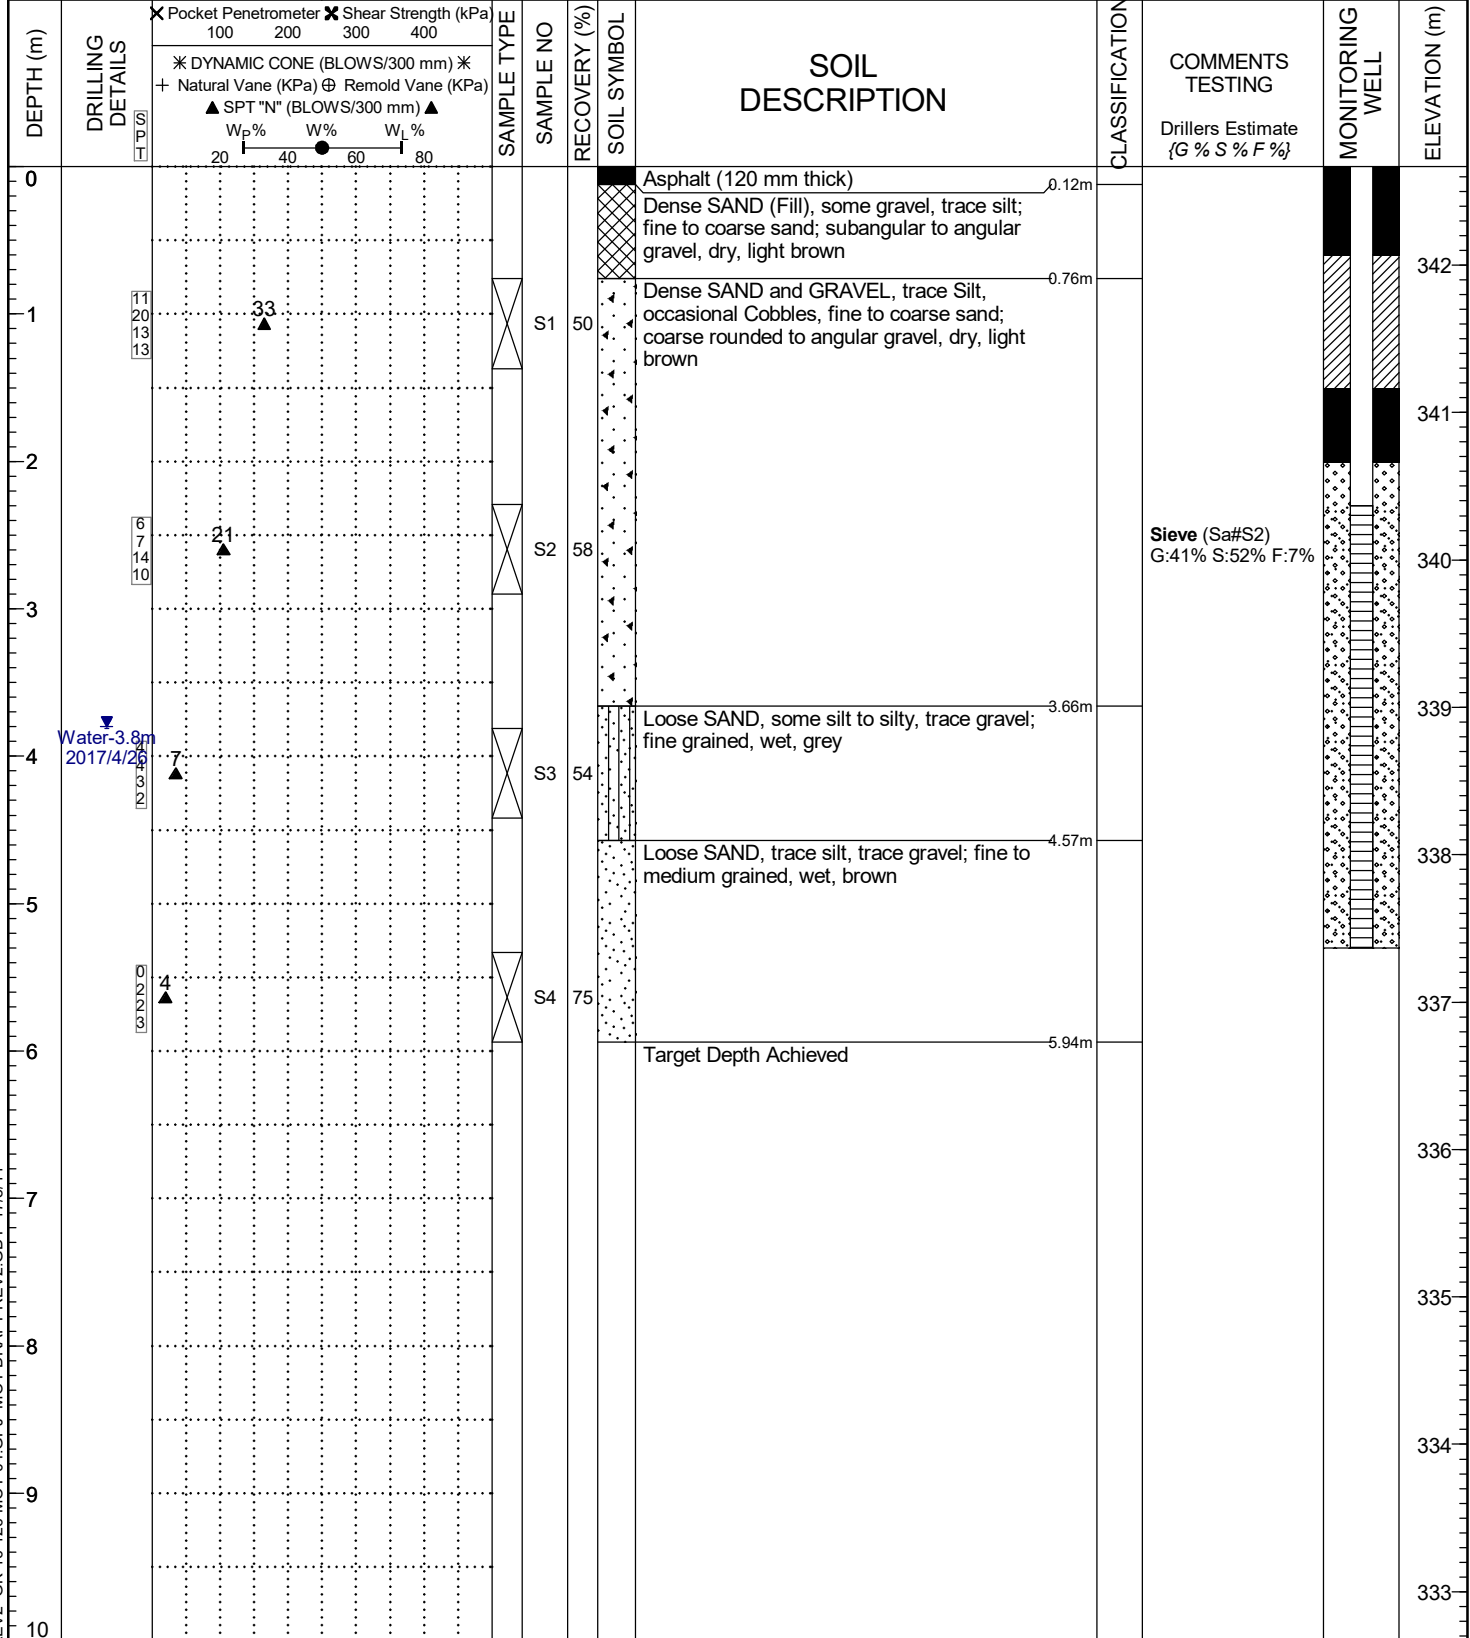 DEPTH (m)
DRILLING
DETAILS
S
P
T
Pocket Penetrometer Shear Strength (kPa)
100 200 300 400
DYNAMIC CONE (BLOWS/300 mm)
Natural Vane (KPa) Remold Vane (KPa)
SPT "N" (BLOWS/300 mm)
WP% W% WL%
20 40 60 80
SAMPLE TYPE
SAMPLE NO
RECOVERY (%)
SOIL SYMBOL
SOIL
DESCRIPTION
CLASSIFICATION
COMMENTS
TESTING
Drillers Estimate
{G % S % F %}
MONITORING
WELL
ELEVATION (m)
0
Asphalt (120 mm thick)
0.12m
Dense SAND (Fill), some gravel, trace silt;
fine to coarse sand; subangular to angular
gravel, dry, light brown
342
0.76m
Dense SAND and GRAVEL, trace Silt,
occasional Cobbles, fine to coarse sand;
coarse rounded to angular gravel, dry, light
brown
11
20
13
13
33
1
S1 50
341
2
6
7
14
10
21
S2 58
Sieve (Sa#S2)
G:41% S:52% F:7%
340
3
3.66m
339
Loose SAND, some silt to silty, trace gravel;
fine grained, wet, grey
Water-3.8m
2017/4/26
4
4
4
3
2
7
S3 54
4.57m
338
Loose SAND, trace silt, trace gravel; fine to
medium grained, wet, brown
5
0
2
2
3
4
S4 75
337
5.94m
6
Target Depth Achieved
336
7
335
8
334
9
333
10